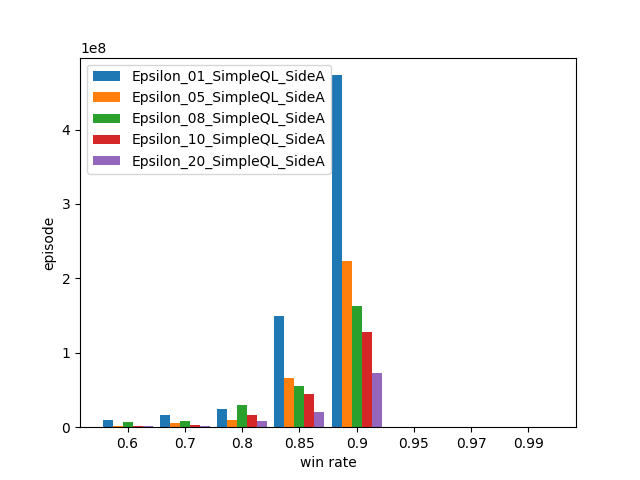 1e8
Epsilon_01_SimpleQL_SideA
Epsilon_05_SimpleQL_SideA
Epsilon_08_SimpleQL_SideA
Epsilon_10_SimpleQL_SideA
Epsilon_20_SimpleQL_SideA
4
3
2
1
0
episode
0.6 0.7 0.8 0.85 0.9 0.95 0.97 0.99
win rate